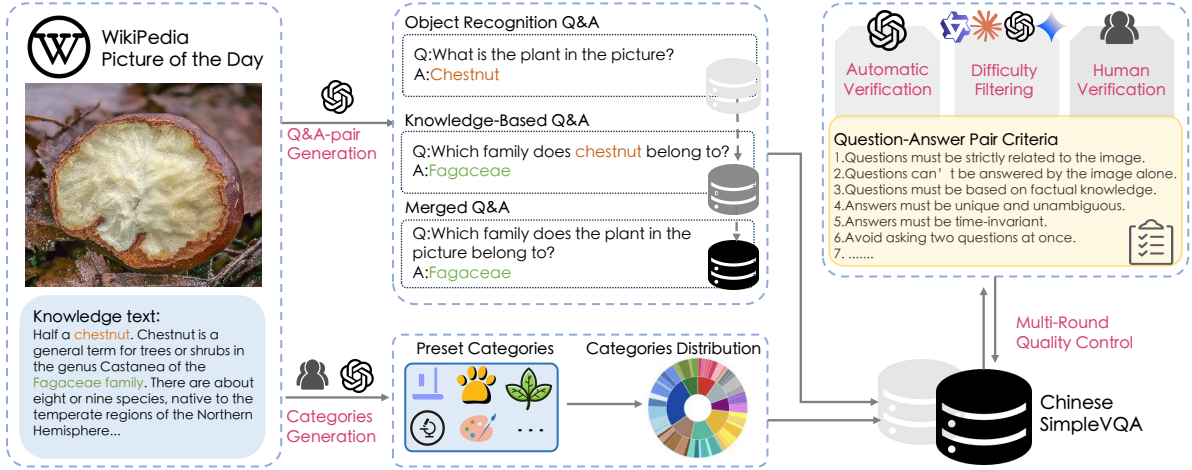 W
WikiPedia
Picture of the Day
Knowledge text:
Half a chestnut. Chestnut is a
general term for trees or shrubs in
the genus Castanea of the
Fagaceae family. There are about
eight or nine species, native to the
temperate regions of the Northern
Hemisphere...
Q&A-pair
Generation
Categories
Generation
Object Recognition Q&A
Q:What is the plant in the picture?
A:Chestnut
Knowledge-Based Q&A
Q:Which family does chestnut belong to?
A:Fagaceae
Merged Q&A
Q:Which family does the plant in the
picture belong to?
A:Fagaceae
Preset Categories
...
Categories Distribution
Automatic
Verification
Difficulty
Filtering
Human
Verification
Question-Answer Pair Criteria
1.Questions must be strictly related to the image.
2.Questions can’ t be answered by the image alone.
3.Questions must be based on factual knowledge.
4.Answers must be unique and unambiguous.
5.Answers must be time-invariant.
6.Avoid asking two questions at once.
7. .......
Multi-Round
Quality Control
Chinese
SimpleVQA